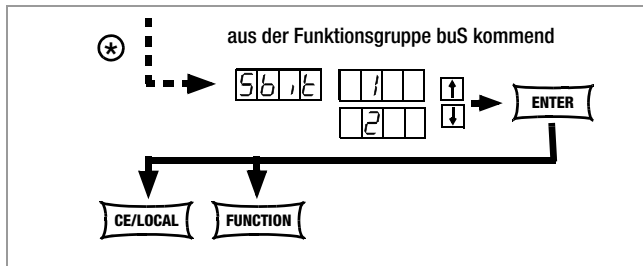 aus der Funktionsgruppe buS kommend
Sbit 1
2
ENTER
CE/LOCAL FUNCTION